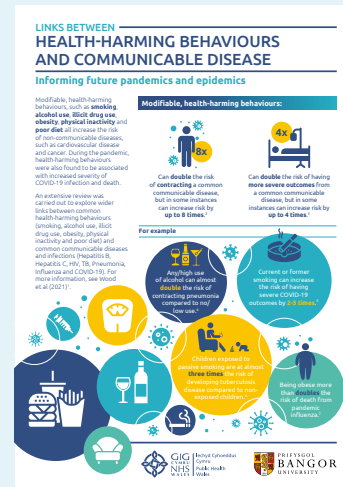 LINKS BETWEEN
HEALTH-HARMING BEHAVIOURS
AND COMMUNICABLE DISEASE
Informing future pandemics and epidemics
Modifiable, health-harming
behaviours, such as smoking,
alcohol use, illicit drug use,
obesity, physical inactivity and
poor diet all increase the risk
of non-communicable diseases,
such as cardiovascular disease
and cancer. During the pandemic,
health-harming behaviours
were also found to be associated
with increased severity of
COVID-19 infection and death.
An extensive review was
carried out to explore wider
links between common
health-harming behaviours
(smoking, alcohol use, illicit
drug use, obesity, physical
inactivity and poor diet) and
common communicable diseases
and infections (Hepatitis B,
Hepatitis C, HIV, TB, Pneumonia,
Influenza and COVID-19). For
more information, see Wood
et al (2021)¹.
Modifiable, health-harming behaviours:
8x
Can double the risk
of contracting a common
communicable disease,
but in some instances
can increase risk by
up to 8 times.²
4x
Can double the risk of having
more severe outcomes from
a common communicable
disease, but in some
instances can increase risk by
up to 4 times.
For example
Any/high use
of alcohol can almost
double the risk of
contracting pneumonia
compared to no/
low use.
Current or former
smoking can increase
the risk of having
severe COVID-19
outcomes by 2-3 times.
Children exposed to
passive smoking are at almost
three times the risk of
developing tuberculosis
disease compared to non-
exposed children.
Being obese more
than doubles the
risk of death from
pandemic
influenza.
GIG
CYMRU
NHS
WALES
Iechyd Cyhoeddus
Cymru
Public Health
Wales
PRIFYSGOL
BANGOR
UNIVERSITY